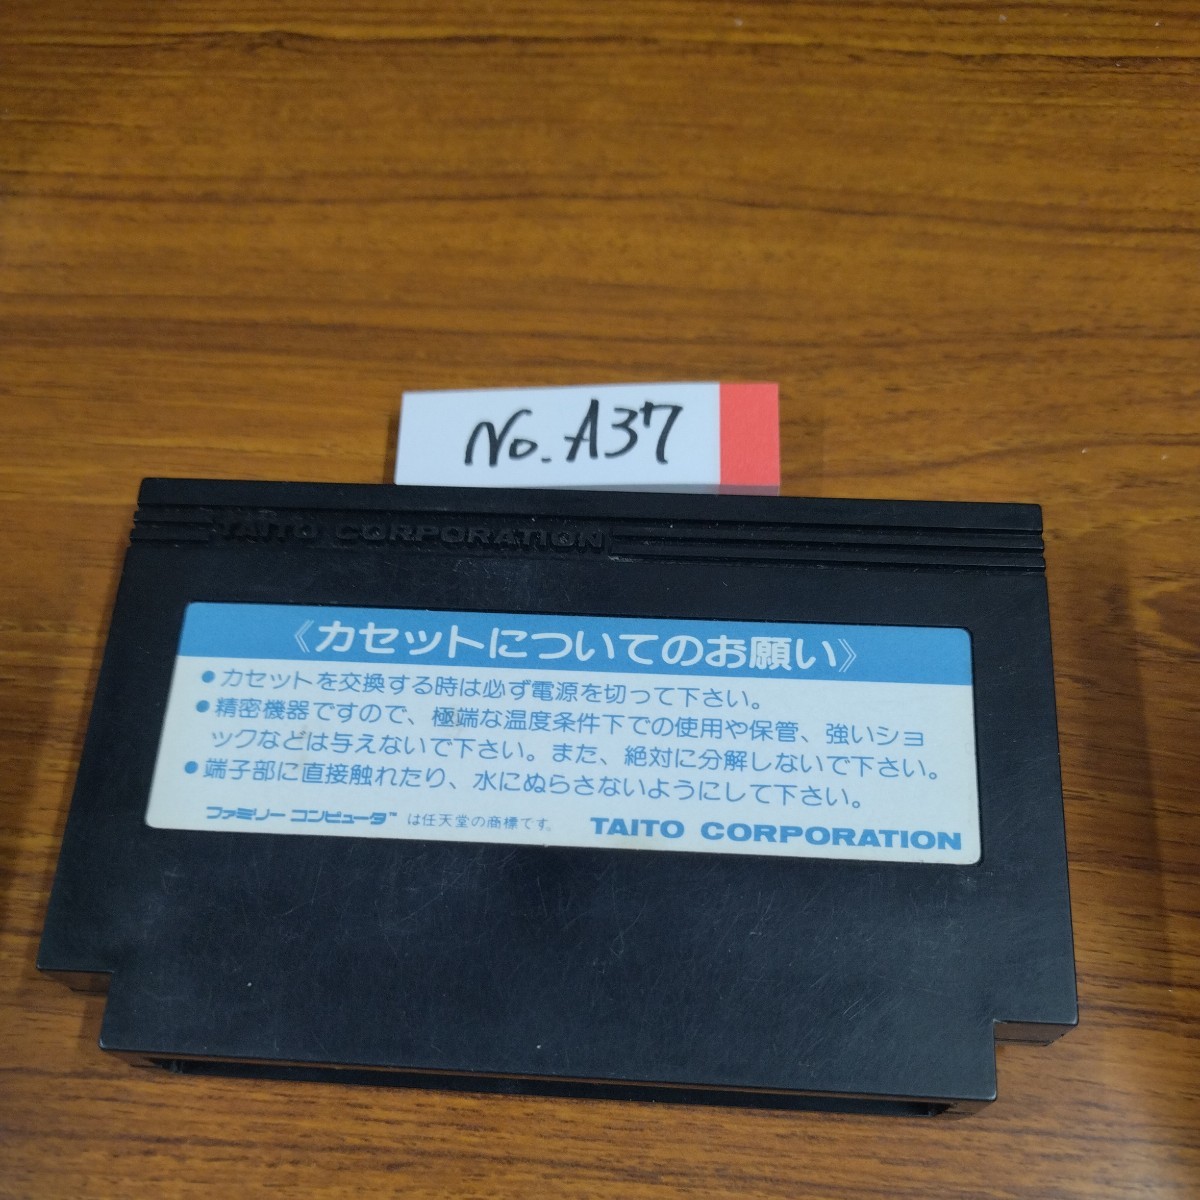 No. A37
TAITO CORPORATION
《カセットについてのお願い》
●カセットを交換する時は必ず電源を切って下さい。
●精密機器ですので、極端な温度条件下での使用や保管、強いショ
ックなどは与えないで下さい。また、絶対に分解しないで下さい。
●端子部に直接触れたり、水にぬらさないようにして下さい。
ファミリーコンピュータ™ は任天堂の商標です。 TAITO CORPORATION